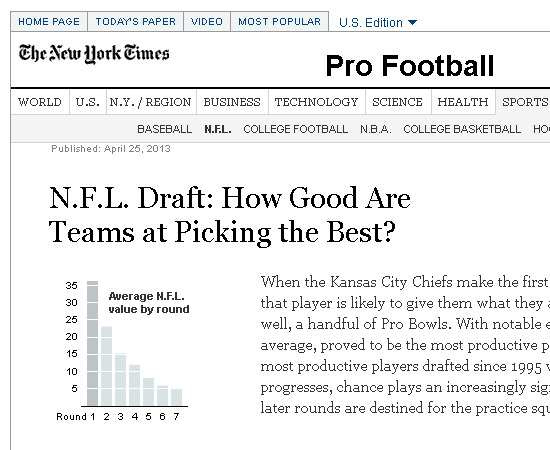 HOME PAGE TODAY'S PAPER VIDEO MOST POPULAR U.S. Edition
The New York Times
Pro Football
WORLD U.S. N.Y. / REGION BUSINESS TECHNOLOGY SCIENCE HEALTH SPORTS
BASEBALL N.F.L. COLLEGE FOOTBALL N.B.A. COLLEGE BASKETBALL
Published: April 25, 2013
N.F.L. Draft: How Good Are
Teams at Picking the Best?
35
30
25
20
15
10
5
Average N.F.L.
value by round
Round 1 2 3 4 5 6 7
When the Kansas City Chiefs make the first
that player is likely to give them what they
well, a handful of Pro Bowls. With notable
average, proved to be the most productive
most productive players drafted since 1995
progresses, chance plays an increasingly
later rounds are destined for the practice